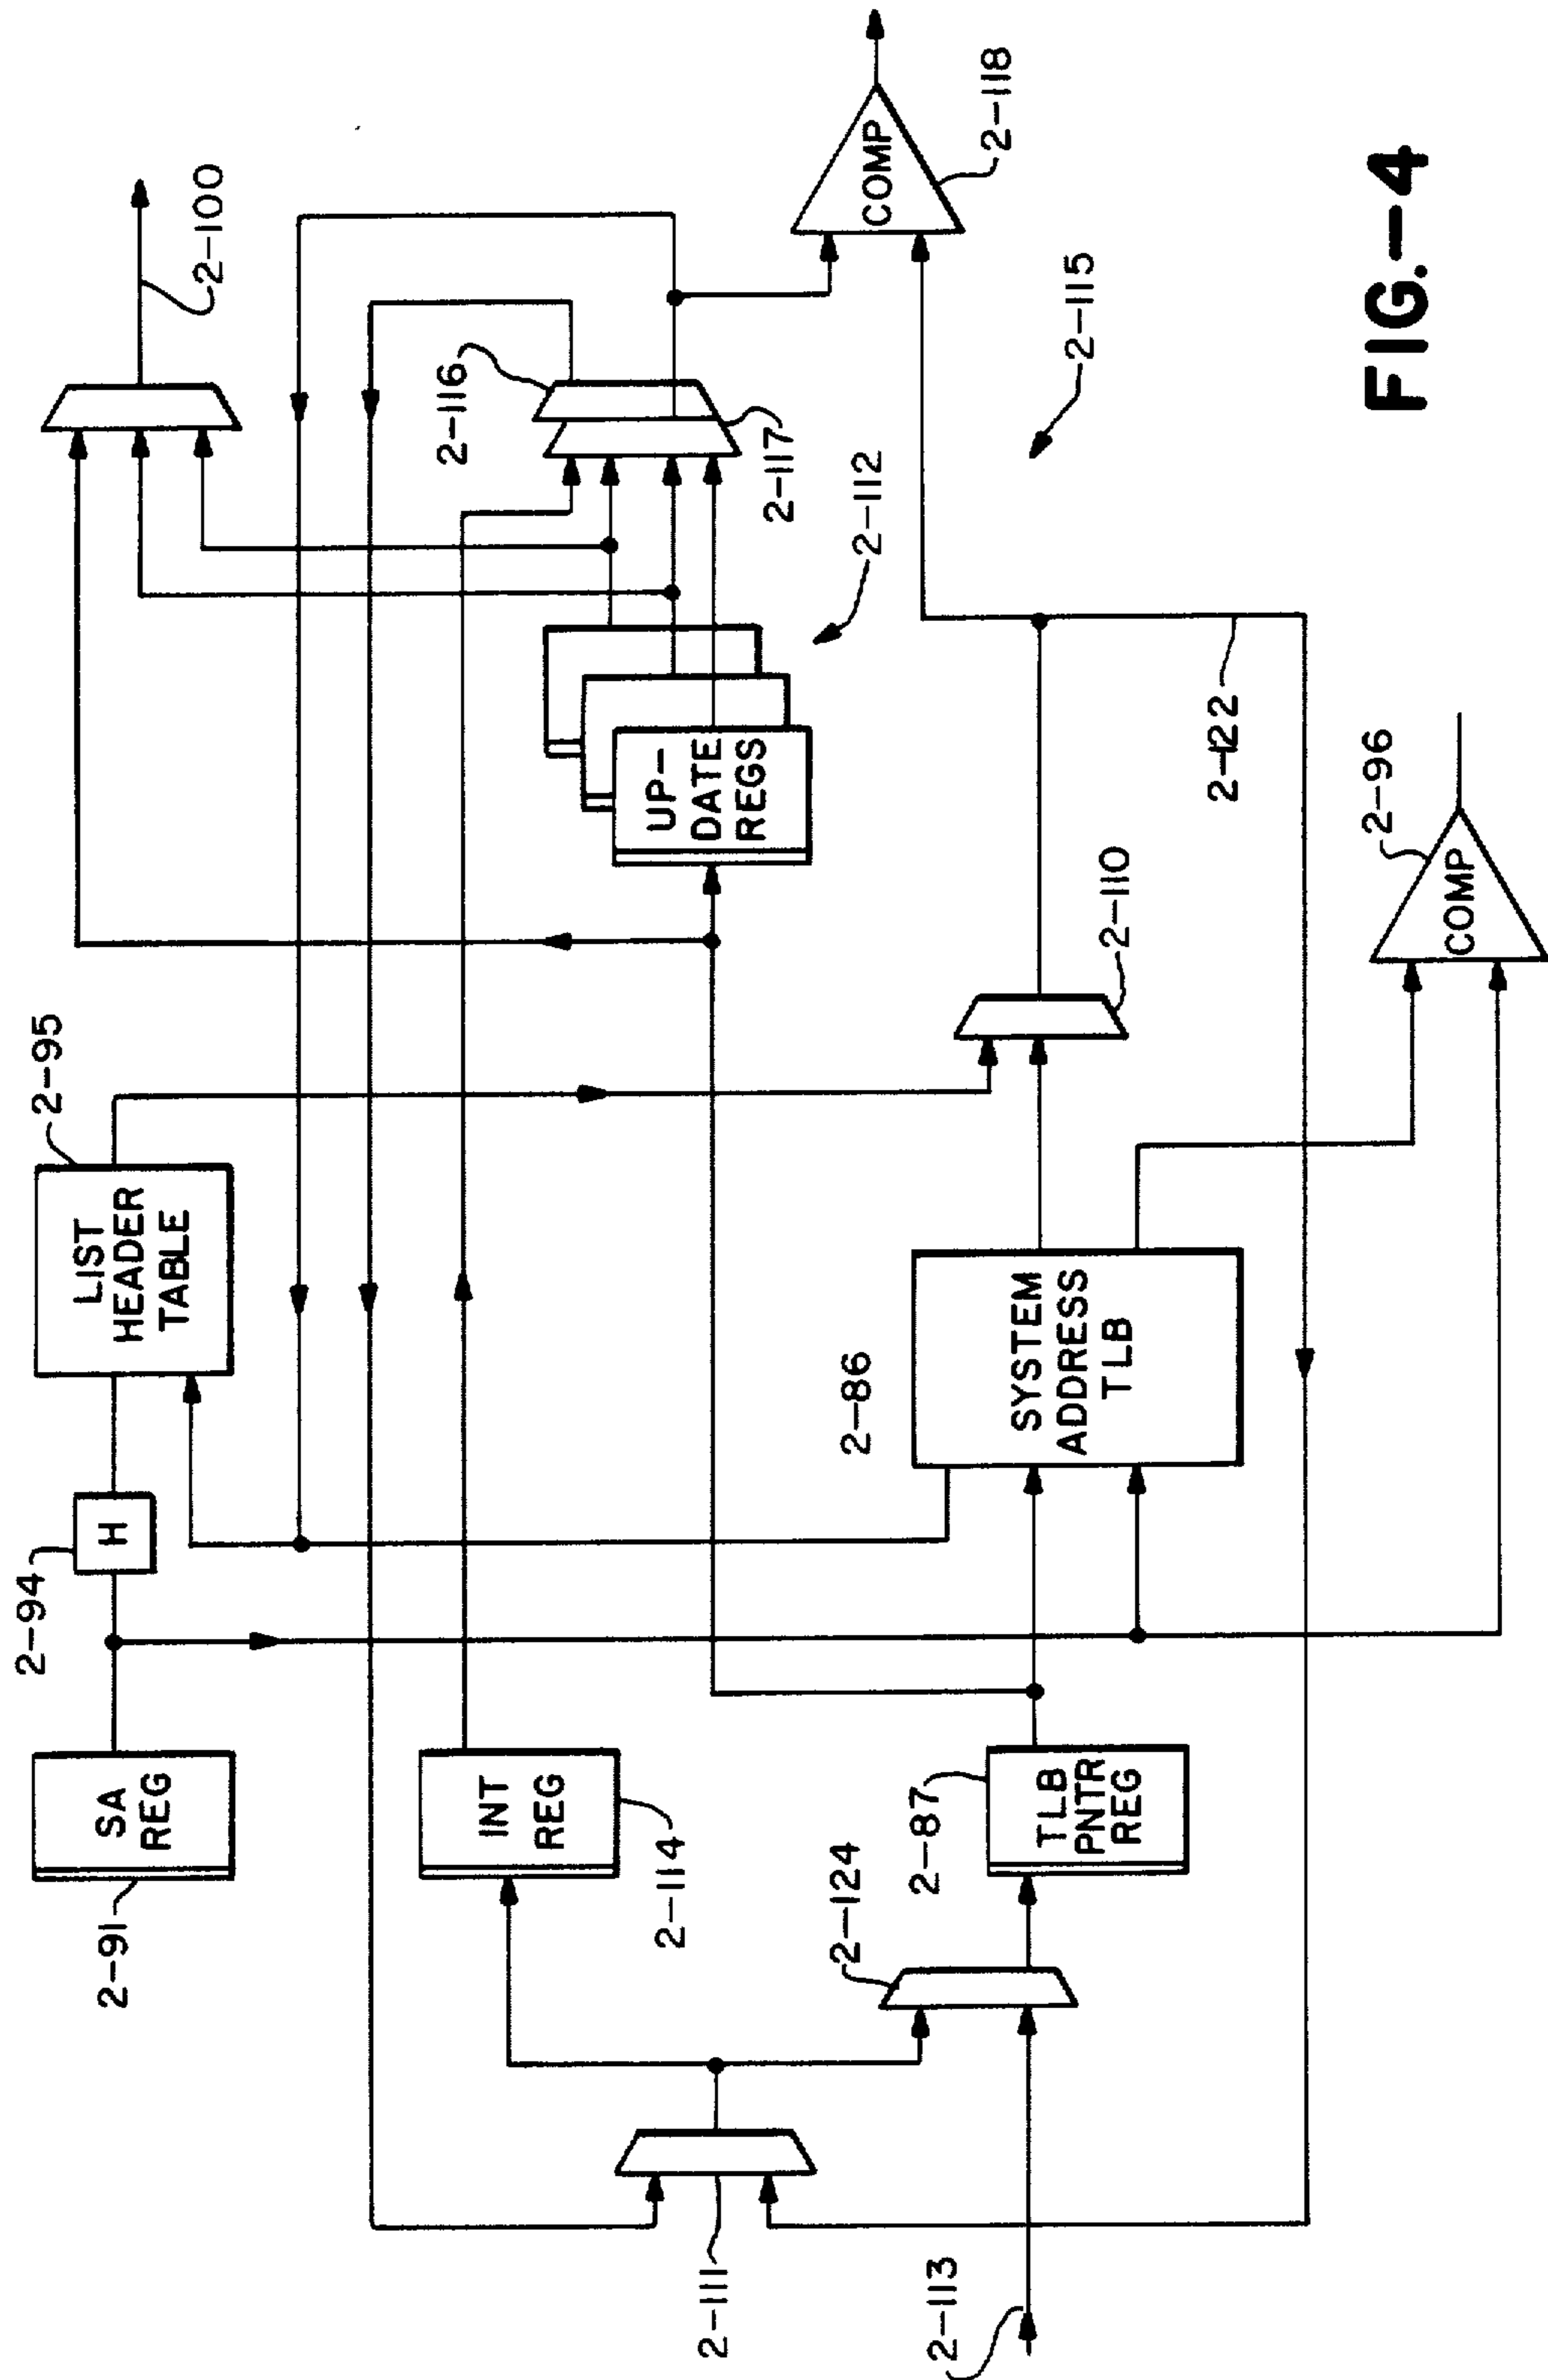 2-91
SA
REG
2-94
H
LIST
HEADER
TABLE
2-95
2-100
2-116
2-117
INT
REG
2-114
UP-
DATE
REGS
2-112
2-111
2-124
2-113
2-87
TLB
PNTR
REG
2-86
SYSTEM
ADDRESS
TLB
2-110
COMP
2-118
2-115
2-122
2-96
COMP
FIG.-4